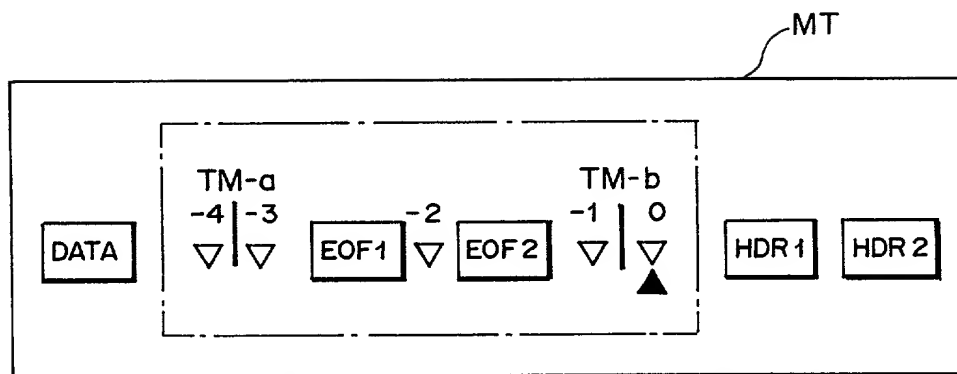 MT
TM-a TM-b
-4 -3 -2 -1 0
DATA EOF1 EOF2 HDR1 HDR2